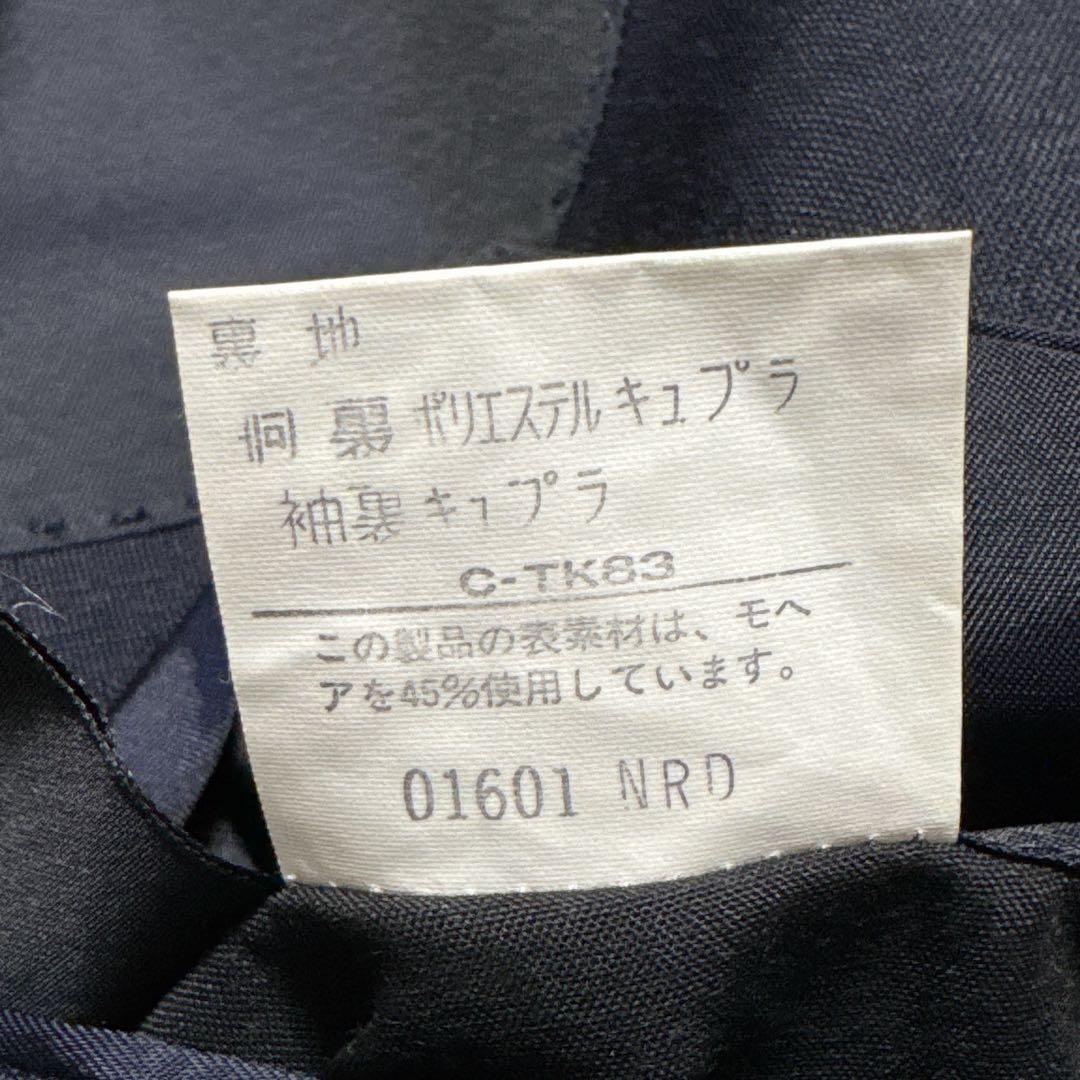 裏 地
胴 裏 ポリエステル キュプラ
袖裏 キュプラ
C-TK83
この製品の表素材は、モヘ
アを45%使用しています。
01601 NRD